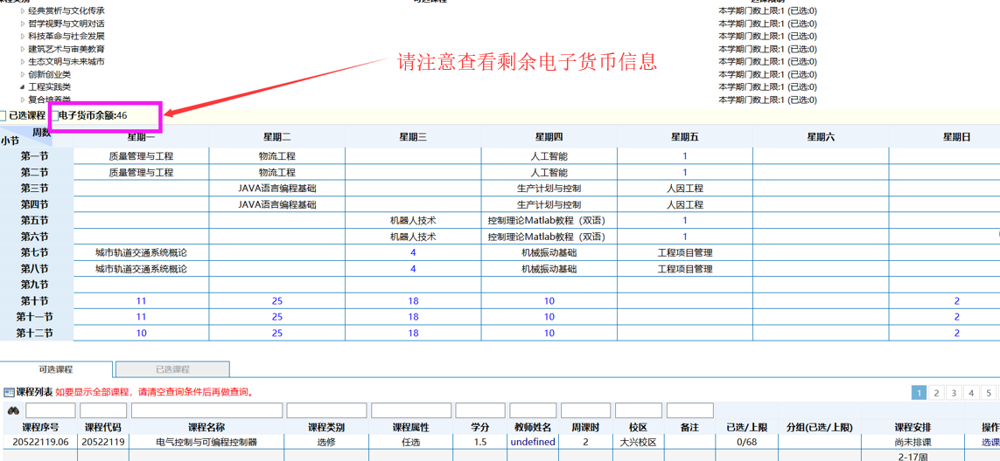 经典赏析与文化传承 本学期门数上限:1 (已选:0)
哲学视野与文明对话 本学期门数上限:1 (已选:0)
科技革命与社会发展 本学期门数上限:1 (已选:0)
建筑艺术与审美教育 本学期门数上限:1 (已选:0)
生态文明与未来城市 本学期门数上限:1 (已选:0)
创新创业类 本学期门数上限:1 (已选:0)
工程实践类 本学期门数上限:1 (已选:0)
复合培养类 本学期门数上限:1 (已选:0)
请注意查看剩余电子货币信息
已选课程 电子货币余额:46
周数 小节 星期一 星期二 星期三 星期四 星期五 星期六 星期日
第一节 质量管理与工程 物流工程 人工智能 1
第二节 质量管理与工程 物流工程 人工智能 1
第三节 JAVA语言编程基础 生产计划与控制 人因工程
第四节 JAVA语言编程基础 生产计划与控制 人因工程
第五节 机器人技术 控制理论Matlab教程（双语） 1
第六节 机器人技术 控制理论Matlab教程（双语） 1
第七节 城市轨道交通系统概论 4 机械振动基础 工程项目管理
第八节 城市轨道交通系统概论 4 机械振动基础 工程项目管理
第九节
第十节 11 25 18 10 2
第十一节 11 25 18 10 2
第十二节 10 25 18 10 2
可选课程 已选课程
课程列表 如要显示全部课程，请清空查询条件后再做查询。 1 2 3 4 5
课程序号 课程代码 课程名称 课程类别 课程属性 学分 教师姓名 周课时 校区 备注 已选/上限 分组(已选/上限) 课程安排 操作
20522119.06 20522119 电气控制与可编程控制器 选修 任选 1.5 undefined 2 大兴校区 0/68 尚未排课 选课
2-17周